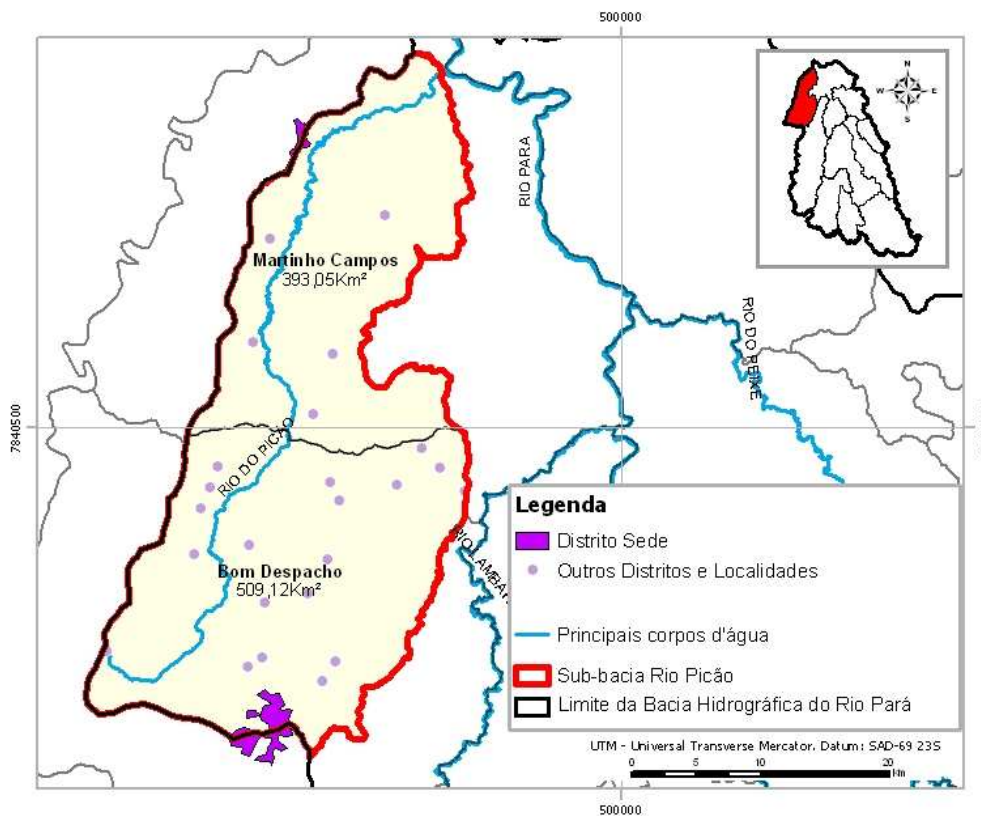 500000
N
W E
S
RIO PARA
Martinho Campos
393,05Km²
RIO DO PEIXE
7840500
RIO DO PICÃO
Legenda
Distrito Sede
Outros Distritos e Localidades
Principais corpos d'água
Sub-bacia Rio Picão
Limite da Bacia Hidrográfica do Rio Pará
RIO LAMBARI
Bom Despacho
509,12Km²
UTM - Universal Transverse Mercator. Datum: SAD-69 23S
0 5 10 20
Km
500000